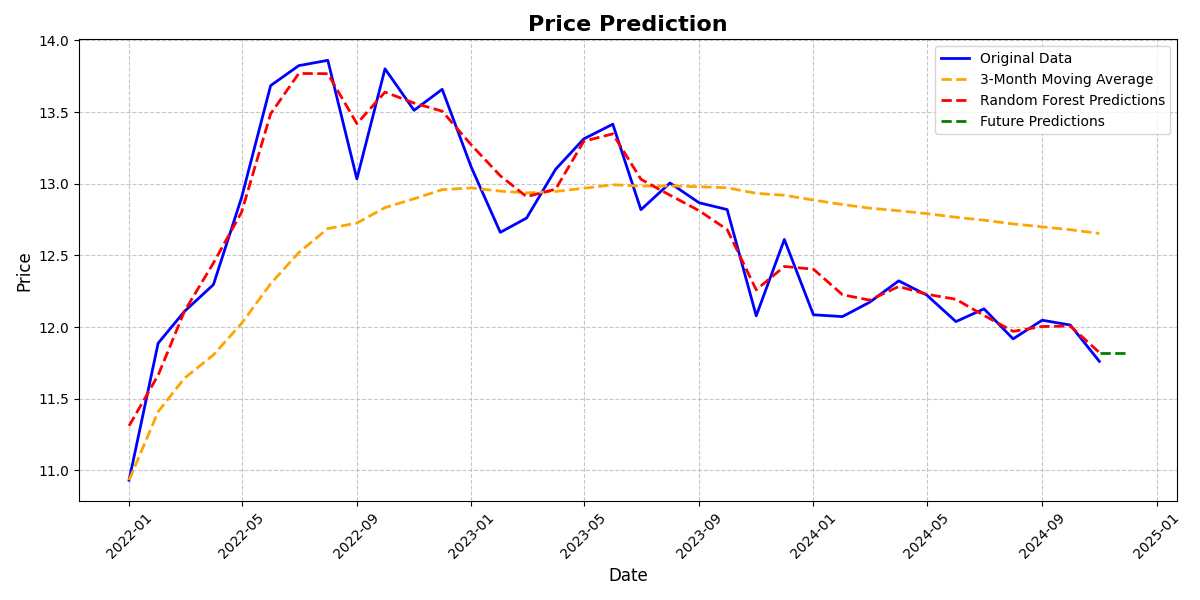 Price Prediction
Price
14.0
13.5
13.0
12.5
12.0
11.5
11.0
Original Data
3-Month Moving Average
Random Forest Predictions
Future Predictions
2022-01
2022-05
2022-09
2023-01
2023-05
2023-09
2024-01
2024-05
2024-09
2025-01
Date